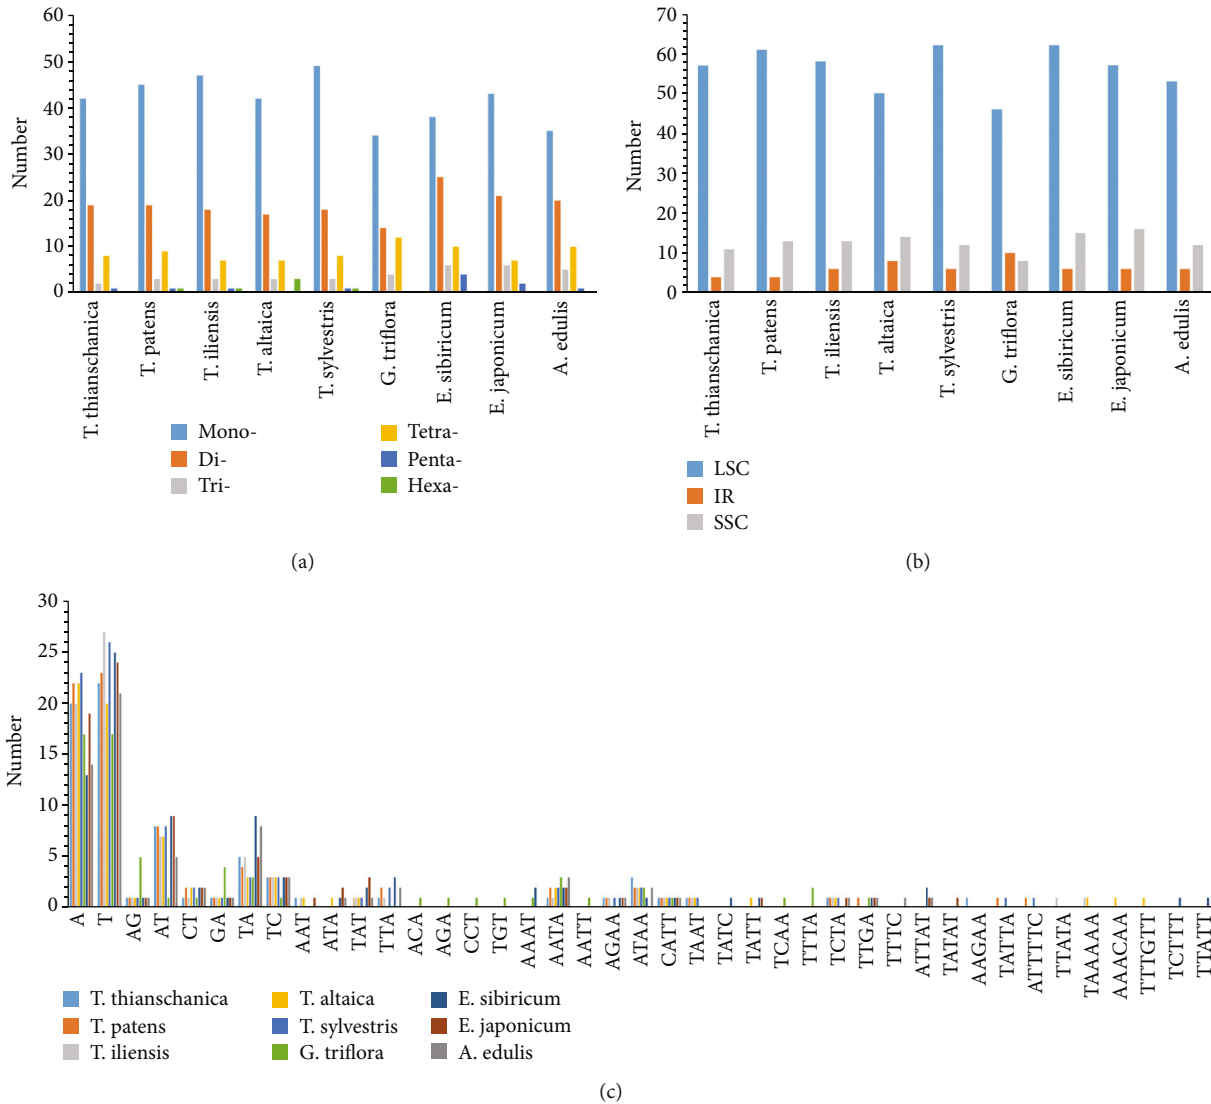 60
50
40
30
20
10
0
Number
T. thianschanica
T. patens
T. iliensis
T. altaica
T. sylvestris
G. triflora
E. sibiricum
E. japonicum
A. edulis
Mono-
Di-
Tri-
Tetra-
Penta-
Hexa-
(a)
70
60
50
40
30
20
10
0
Number
T. thianschanica
T. patens
T. iliensis
T. altaica
T. sylvestris
G. triflora
E. sibiricum
E. japonicum
A. edulis
LSC
IR
SSC
(b)
30
25
20
15
10
5
0
Number
A
T
AG
AT
CT
GA
TA
TC
AAT
ATA
TAT
TTA
ACA
AGA
CCT
TGT
AAAT
AATA
AATT
AGAA
ATAA
CATT
TAAT
TATC
TATT
TCAA
TTTA
TCTA
TTGA
TTTC
ATTAT
TATAT
AAGAA
TATTA
ATTTTC
TTATA
TAAAAA
AAACAA
TTTGTT
TCTTT
TTATT
T. thianschanica
T. patens
T. iliensis
T. altaica
T. sylvestris
G. triflora
E. sibiricum
E. japonicum
A. edulis
(c)